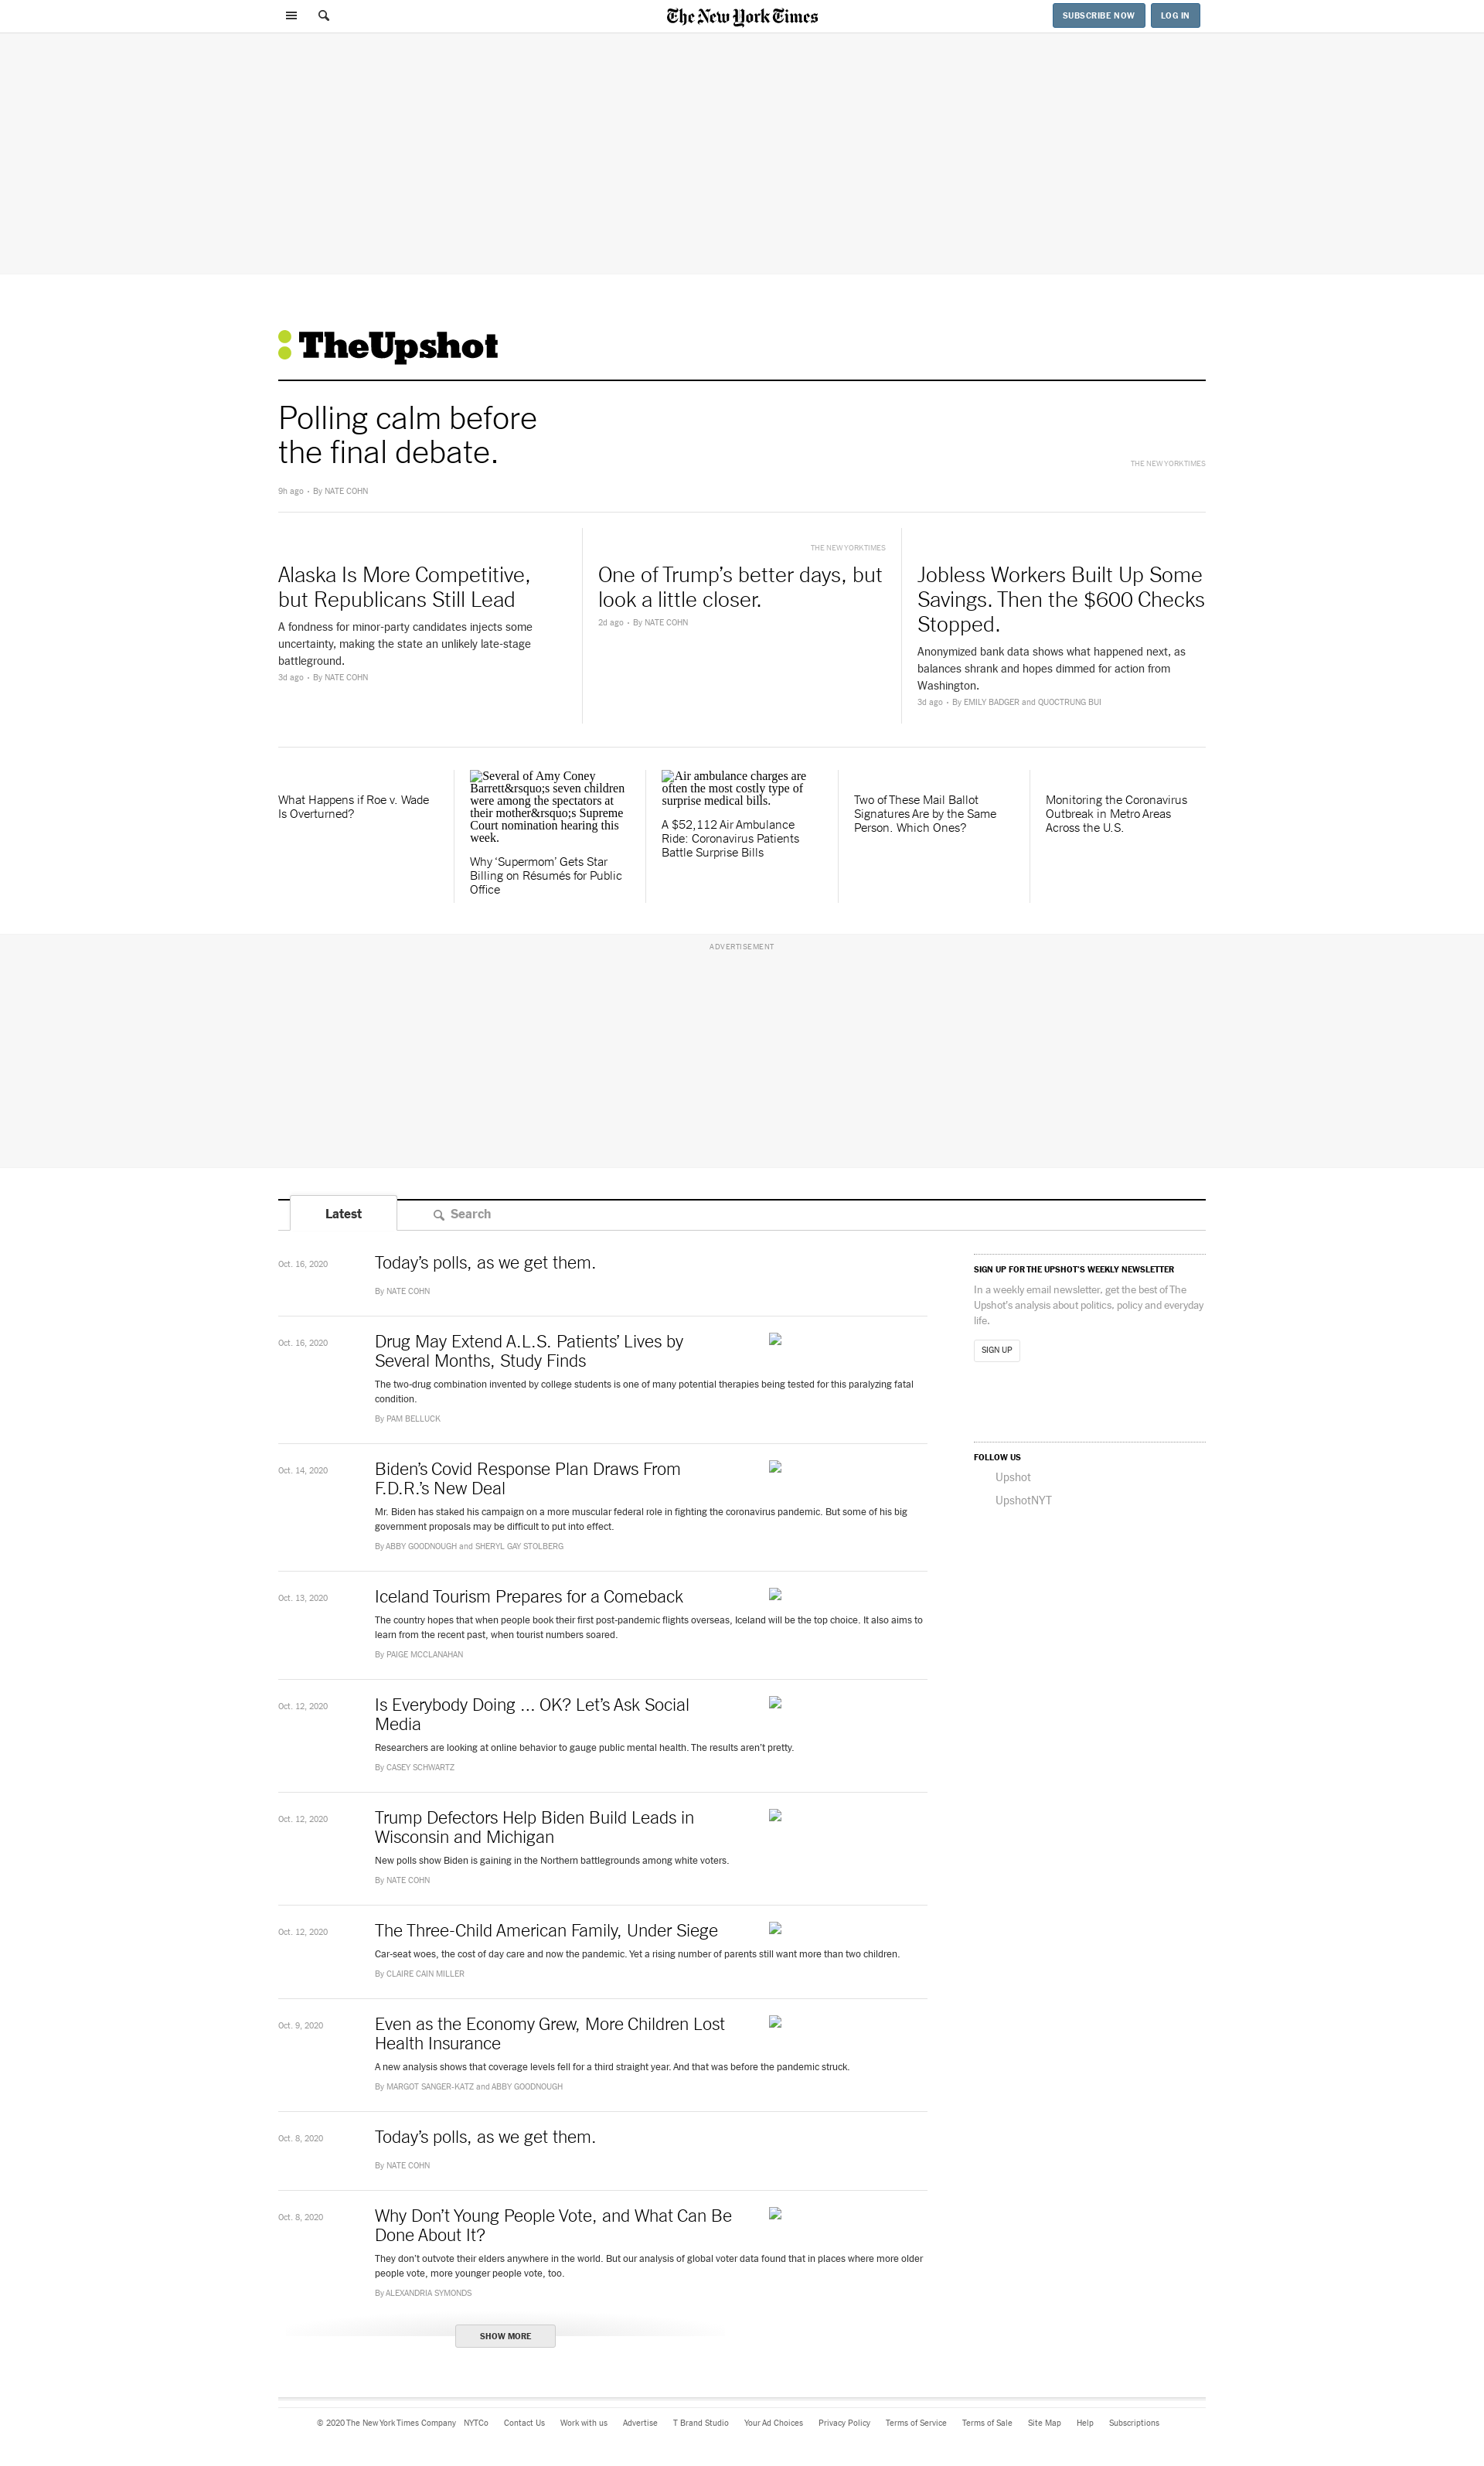 The New York Times
SUBSCRIBE NOW
LOG IN
TheUpshot
Polling calm before
the final debate.
THE NEW YORK TIMES
9h ago • By NATE COHN
Alaska Is More Competitive,
but Republicans Still Lead
A fondness for minor-party candidates injects some
uncertainty, making the state an unlikely late-stage
battleground.
3d ago • By NATE COHN
THE NEW YORK TIMES
One of Trump’s better days, but
look a little closer.
2d ago • By NATE COHN
Jobless Workers Built Up Some
Savings. Then the $600 Checks
Stopped.
Anonymized bank data shows what happened next, as
balances shrank and hopes dimmed for action from
Washington.
3d ago • By EMILY BADGER and QUOCTRUNG BUI
What Happens if Roe v. Wade
Is Overturned?
Several of Amy Coney
Barrett&rsquo;s seven children
were among the spectators at
their mother&rsquo;s Supreme
Court nomination hearing this
week.
Why ‘Supermom’ Gets Star
Billing on Résumés for Public
Office
Air ambulance charges are
often the most costly type of
surprise medical bills.
A $52,112 Air Ambulance
Ride: Coronavirus Patients
Battle Surprise Bills
Two of These Mail Ballot
Signatures Are by the Same
Person. Which Ones?
Monitoring the Coronavirus
Outbreak in Metro Areas
Across the U.S.
ADVERTISEMENT
Latest
Search
Oct. 16, 2020
Today’s polls, as we get them.
By NATE COHN
Oct. 16, 2020
Drug May Extend A.L.S. Patients’ Lives by
Several Months, Study Finds
The two-drug combination invented by college students is one of many potential therapies being tested for this paralyzing fatal
condition.
By PAM BELLUCK
Oct. 14, 2020
Biden’s Covid Response Plan Draws From
F.D.R.’s New Deal
Mr. Biden has staked his campaign on a more muscular federal role in fighting the coronavirus pandemic. But some of his big
government proposals may be difficult to put into effect.
By ABBY GOODNOUGH and SHERYL GAY STOLBERG
Oct. 13, 2020
Iceland Tourism Prepares for a Comeback
The country hopes that when people book their first post-pandemic flights overseas, Iceland will be the top choice. It also aims to
learn from the recent past, when tourist numbers soared.
By PAIGE MCCLANAHAN
Oct. 12, 2020
Is Everybody Doing ... OK? Let’s Ask Social
Media
Researchers are looking at online behavior to gauge public mental health. The results aren’t pretty.
By CASEY SCHWARTZ
Oct. 12, 2020
Trump Defectors Help Biden Build Leads in
Wisconsin and Michigan
New polls show Biden is gaining in the Northern battlegrounds among white voters.
By NATE COHN
Oct. 12, 2020
The Three-Child American Family, Under Siege
Car-seat woes, the cost of day care and now the pandemic. Yet a rising number of parents still want more than two children.
By CLAIRE CAIN MILLER
Oct. 9, 2020
Even as the Economy Grew, More Children Lost
Health Insurance
A new analysis shows that coverage levels fell for a third straight year. And that was before the pandemic struck.
By MARGOT SANGER-KATZ and ABBY GOODNOUGH
Oct. 8, 2020
Today’s polls, as we get them.
By NATE COHN
Oct. 8, 2020
Why Don’t Young People Vote, and What Can Be
Done About It?
They don’t outvote their elders anywhere in the world. But our analysis of global voter data found that in places where more older
people vote, more younger people vote, too.
By ALEXANDRIA SYMONDS
SHOW MORE
SIGN UP FOR THE UPSHOT’S WEEKLY NEWSLETTER
In a weekly email newsletter, get the best of The
Upshot’s analysis about politics, policy and everyday
life.
SIGN UP
FOLLOW US
Upshot
UpshotNYT
© 2020 The New York Times Company NYTCo Contact Us Work with us Advertise T Brand Studio Your Ad Choices Privacy Policy Terms of Service Terms of Sale Site Map Help Subscriptions